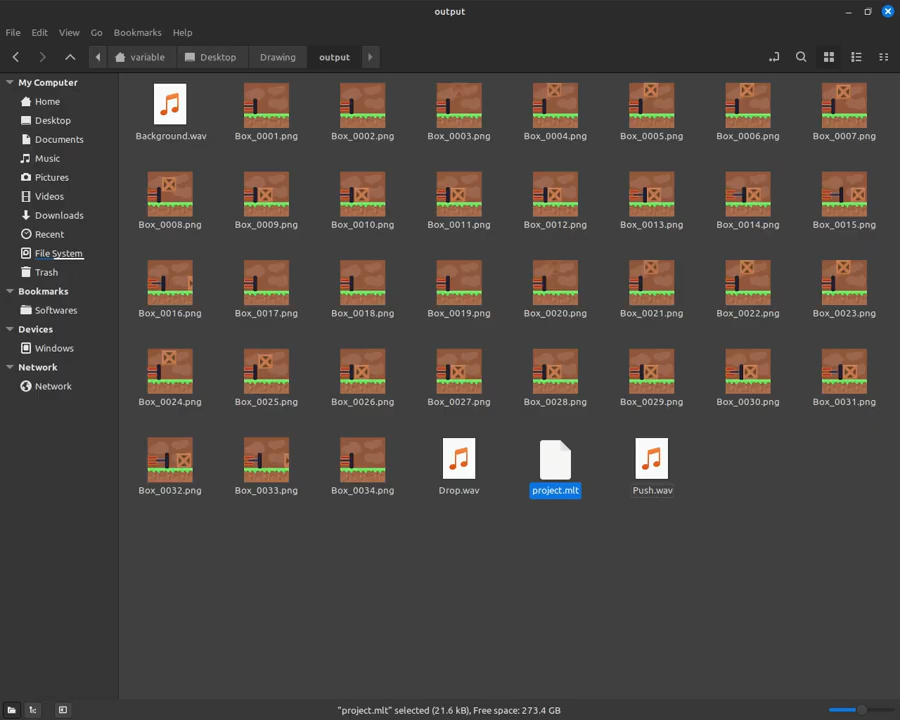 output
File Edit View Go Bookmarks Help
variable Desktop Drawing output
My Computer
Home
Desktop
Documents
Music
Pictures
Videos
Downloads
Recent
File System
Trash
Bookmarks
Softwares
Devices
Windows
Network
Network
Background.wav Box_0001.png Box_0002.png Box_0003.png Box_0004.png Box_0005.png Box_0006.png Box_0007.png
Box_0008.png Box_0009.png Box_0010.png Box_0011.png Box_0012.png Box_0013.png Box_0014.png Box_0015.png
Box_0016.png Box_0017.png Box_0018.png Box_0019.png Box_0020.png Box_0021.png Box_0022.png Box_0023.png
Box_0024.png Box_0025.png Box_0026.png Box_0027.png Box_0028.png Box_0029.png Box_0030.png Box_0031.png
Box_0032.png Box_0033.png Box_0034.png Drop.wav project.mlt Push.wav
"project.mlt" selected (21.6 kB), Free space: 273.4 GB